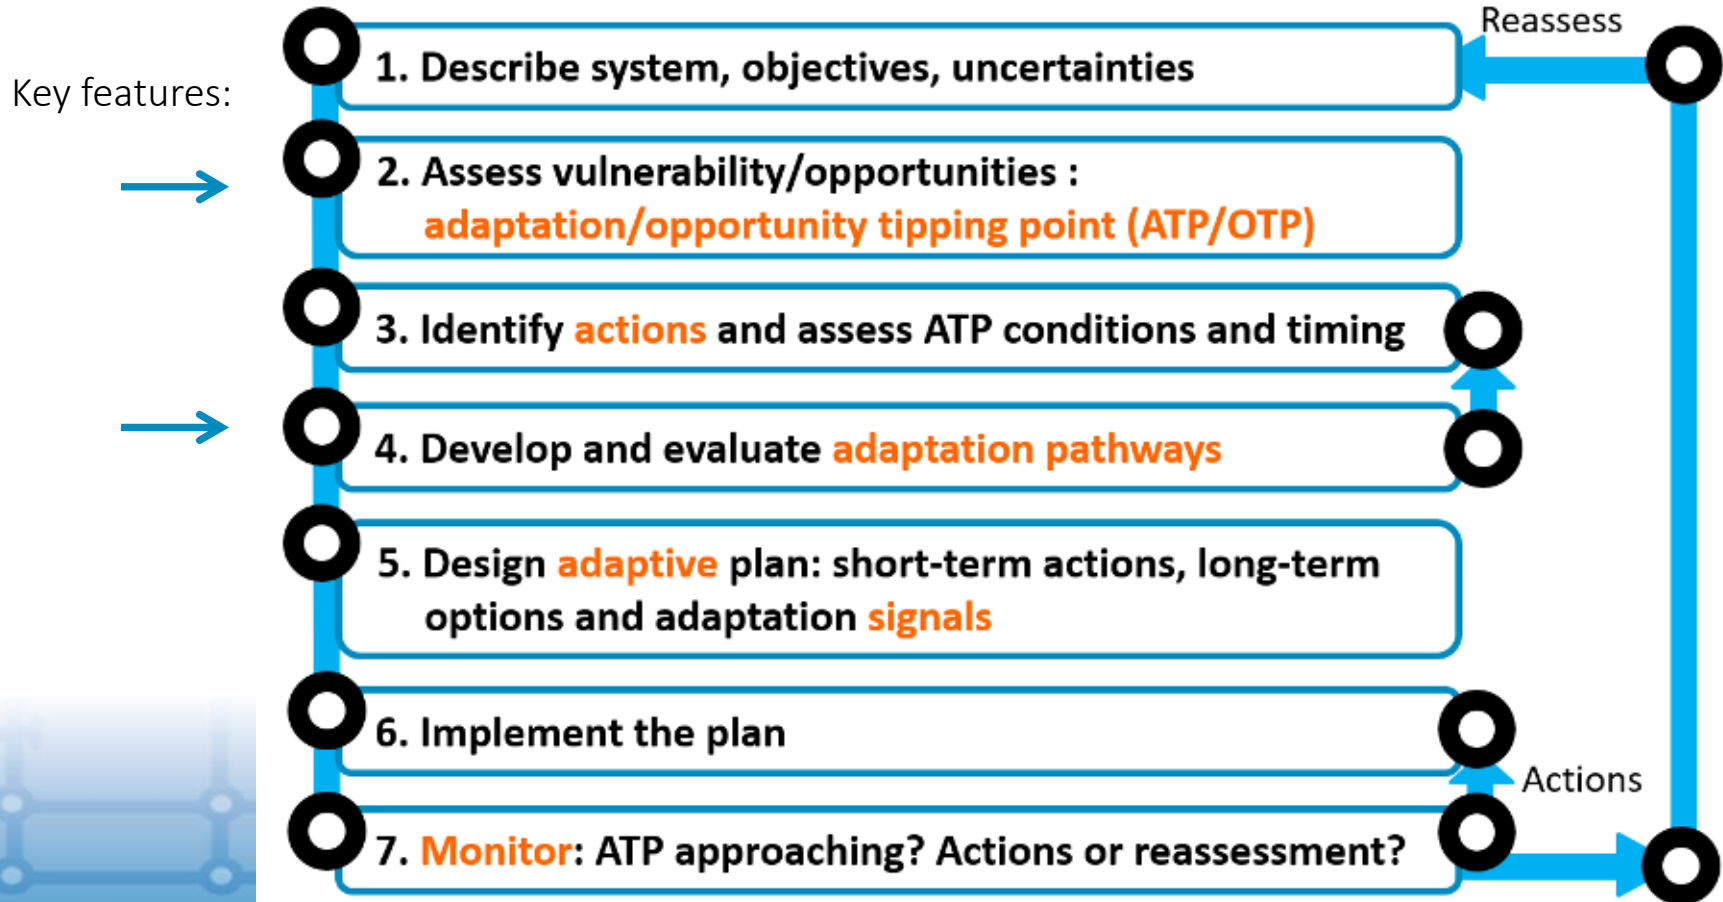 Reassess
1. Describe system, objectives, uncertainties
Key features:
2. Assess vulnerability/opportunities :
adaptation/opportunity tipping point (ATP/OTP)
3. Identify actions and assess ATP conditions and timing
4. Develop and evaluate adaptation pathways
5. Design adaptive plan: short-term actions, long-term
options and adaptation signals
6. Implement the plan
Actions
7. Monitor: ATP approaching? Actions or reassessment?